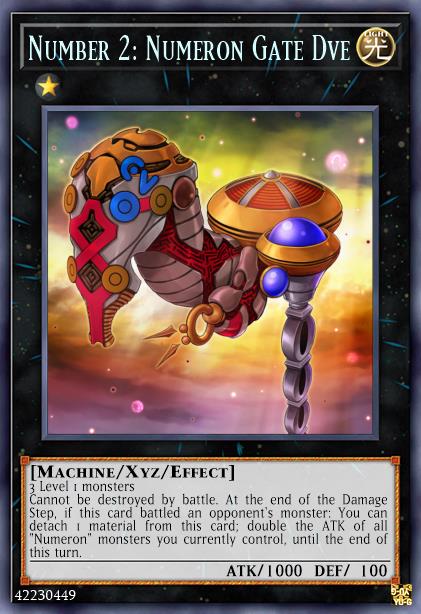 Number 2: Numeron Gate Dve
LIGHT
光
[Machine/Xyz/Effect]
3 Level 1 monsters
Cannot be destroyed by battle. At the end of the Damage
Step, if this card battled an opponent's monster: You can
detach 1 material from this card; double the ATK of all
"Numeron" monsters you currently control, until the end of
this turn.
ATK/1000 DEF/ 100
42230449